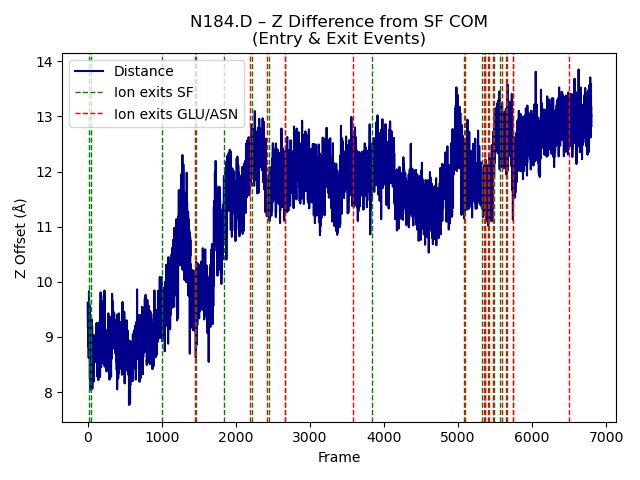 N184.D – Z Difference from SF COM
(Entry & Exit Events)
Distance
Ion exits SF
Ion exits GLU/ASN
Z Offset (Å)
14
13
12
11
10
9
8
0
1000
2000
3000
4000
5000
6000
7000
Frame